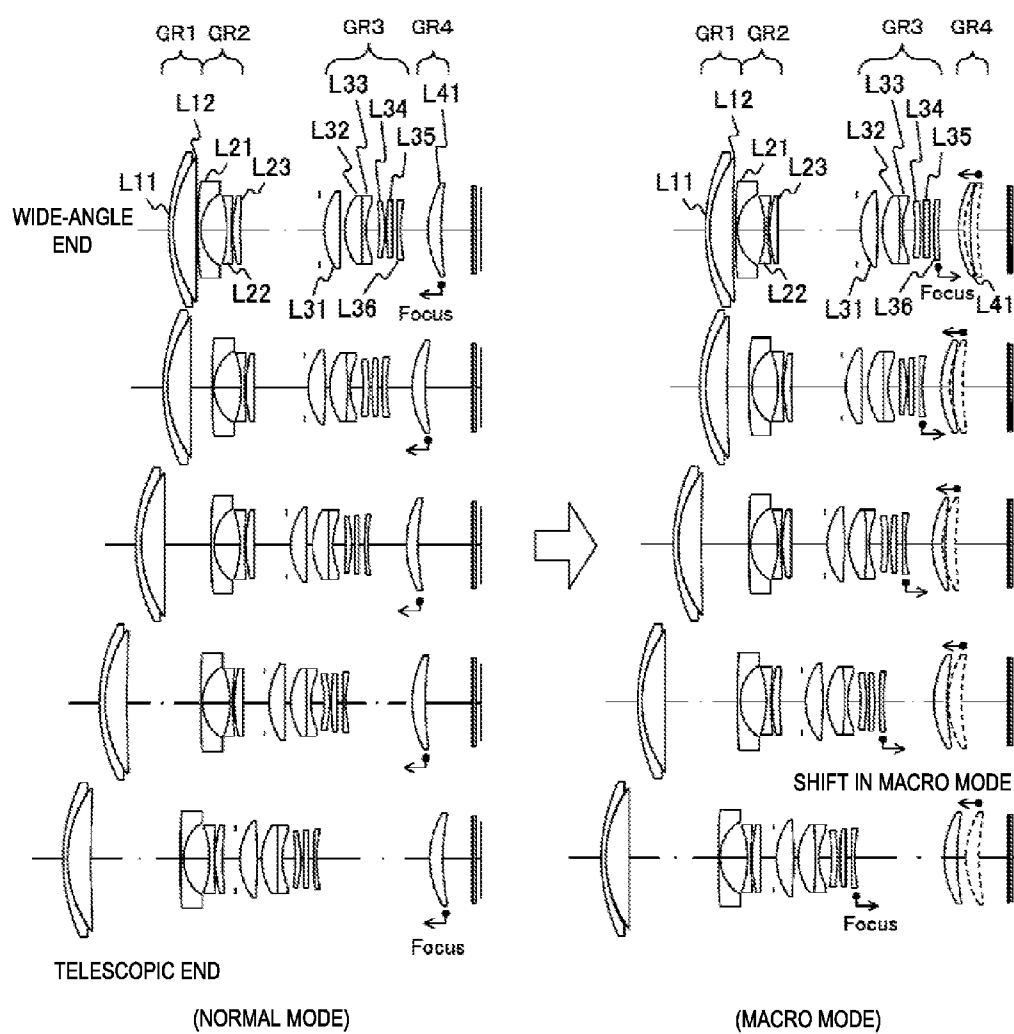 GR1 GR2 GR3 GR4
L33
L12 L34 L41
L32 L35
L21
L23
L11
WIDE-ANGLE
END
L22
L31 L36 Focus
GR1 GR2 GR3 GR4
L33
L12 L34
L32 L35
L21
L23
L11
L22
L31 L36 Focus L41
SHIFT IN MACRO MODE
Focus
Focus
TELESCOPIC END
(NORMAL MODE)
(MACRO MODE)